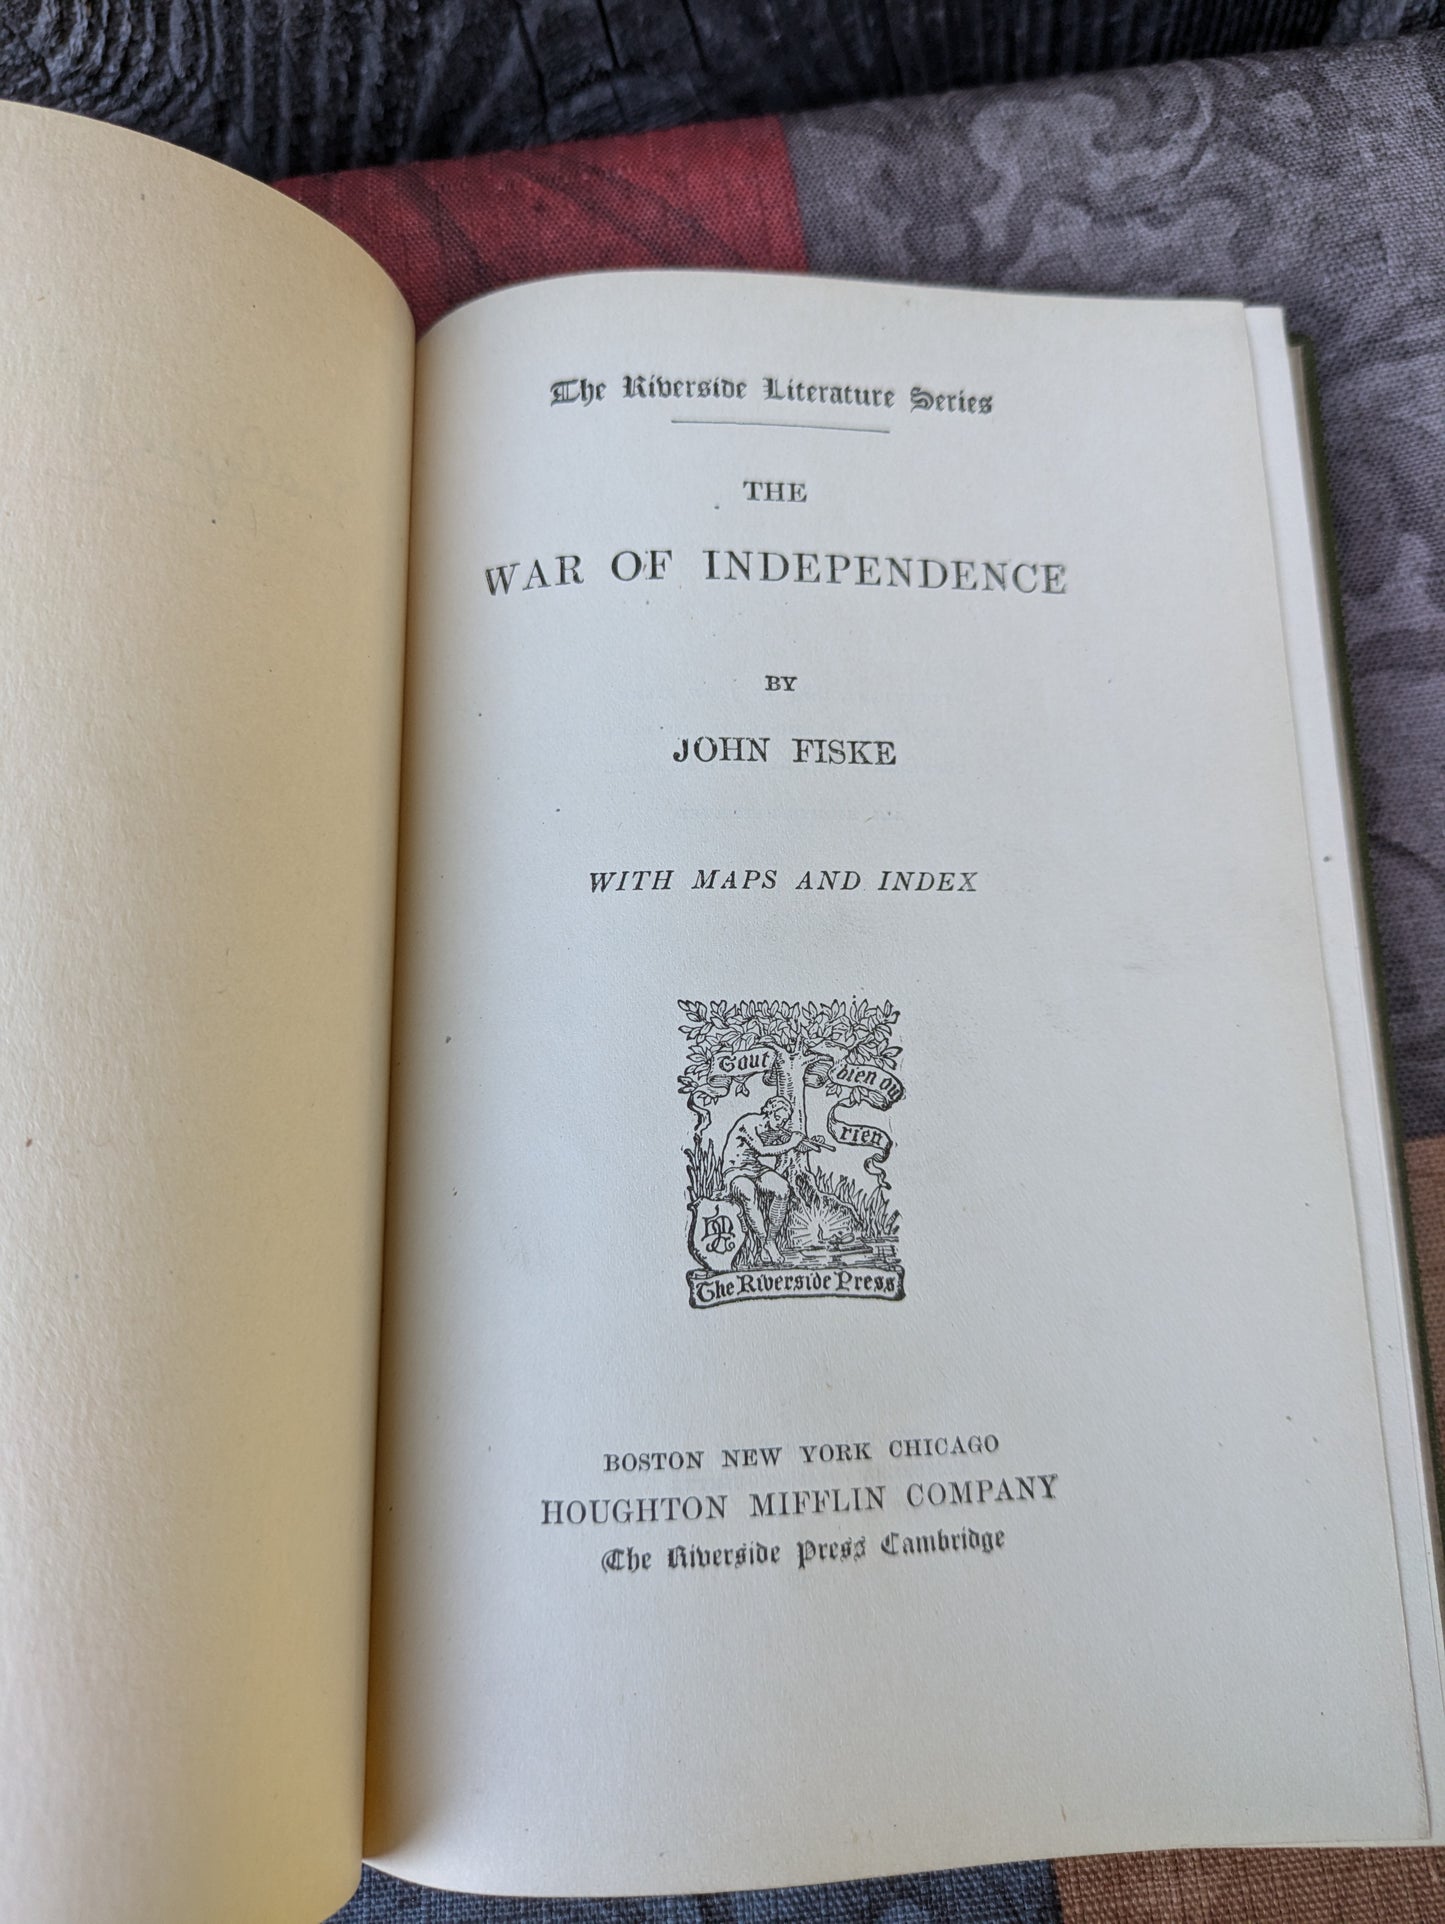 The Riverside Literature Series
THE
WAR OF INDEPENDENCE
BY
JOHN FISKE
WITH MAPS AND INDEX
Tout bien ou
rien
The Riverside Press
BOSTON NEW YORK CHICAGO
HOUGHTON MIFFLIN COMPANY
The Riverside Press Cambridge